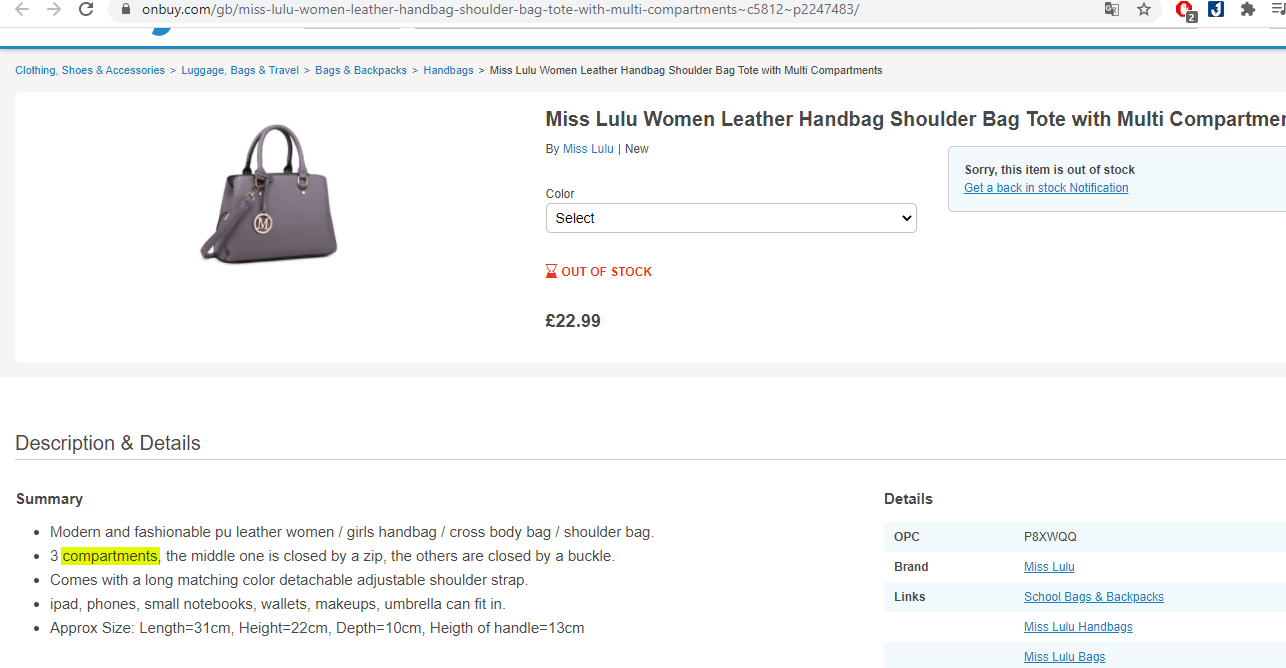 onbuy.com/gb/miss-lulu-women-leather-handbag-shoulder-bag-tote-with-multi-compartments~c5812~p2247483/
2
Clothing, Shoes & Accessories > Luggage, Bags & Travel > Bags & Backpacks > Handbags > Miss Lulu Women Leather Handbag Shoulder Bag Tote with Multi Compartments
M
Miss Lulu Women Leather Handbag Shoulder Bag Tote with Multi Compartmen
By Miss Lulu | New
Sorry, this item is out of stock
Get a back in stock Notification
Color
Select
OUT OF STOCK
£22.99
Description & Details
Summary
• Modern and fashionable pu leather women / girls handbag / cross body bag / shoulder bag.
• 3 compartments, the middle one is closed by a zip, the others are closed by a buckle.
• Comes with a long matching color detachable adjustable shoulder strap.
• ipad, phones, small notebooks, wallets, makeups, umbrella can fit in.
• Approx Size: Length=31cm, Height=22cm, Depth=10cm, Heigth of handle=13cm
Details
OPC P8XWQQ
Brand Miss Lulu
Links School Bags & Backpacks
Miss Lulu Handbags
Miss Lulu Bags